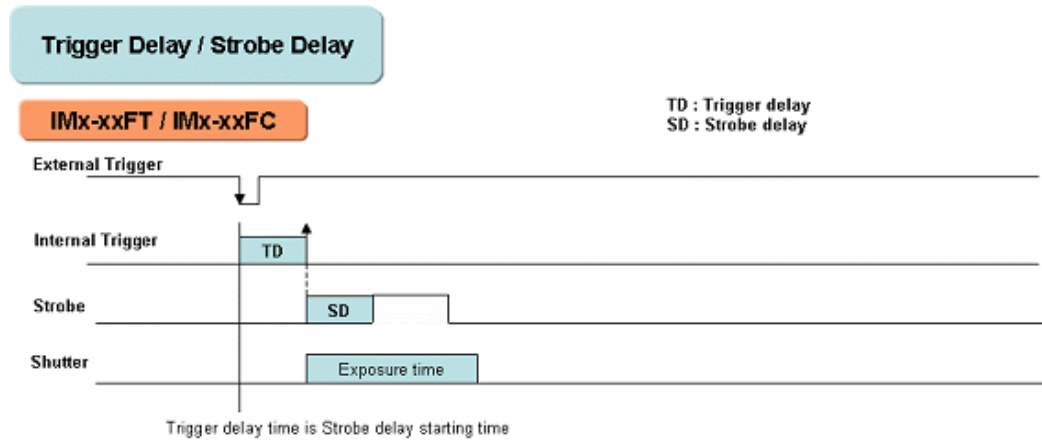 Trigger Delay / Strobe Delay
IMx-xxFT / IMx-xxFC
TD : Trigger delay
SD : Strobe delay
External Trigger
Internal Trigger
TD
Strobe
SD
Shutter
Exposure time
Trigger delay time is Strobe delay starting time